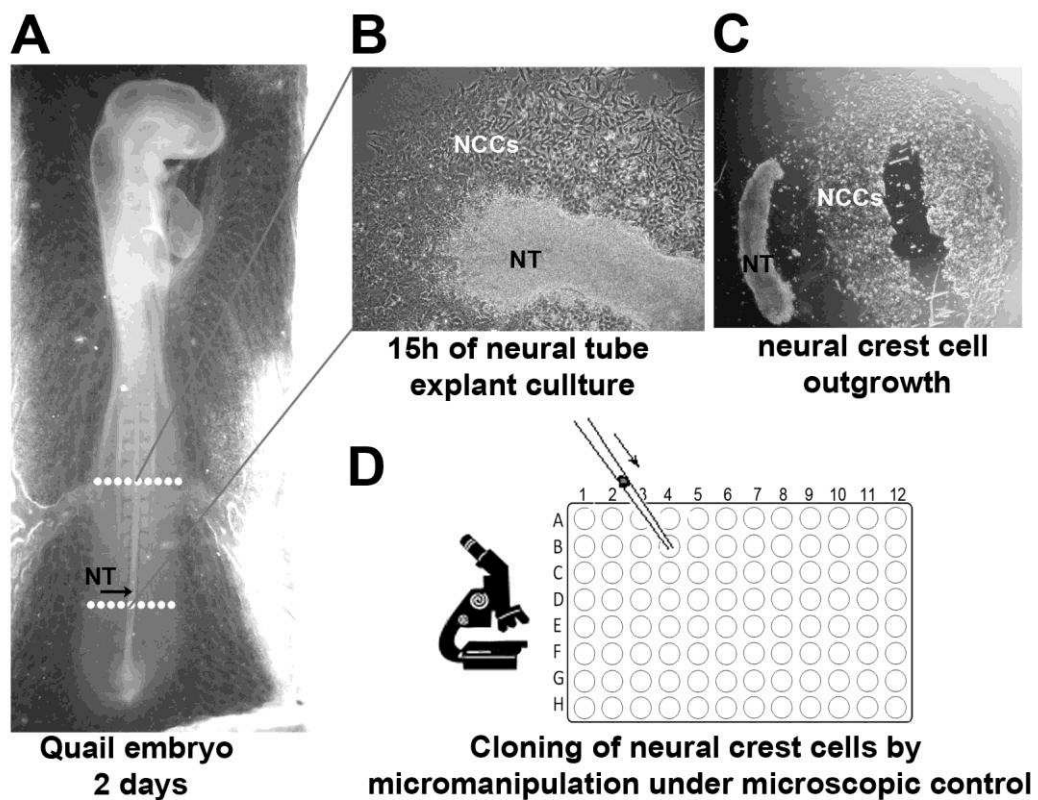 A
NT
Quail embryo
2 days
B
NCCs
NT
15h of neural tube
explant cullture
C
NCCs
NT
neural crest cell
outgrowth
D
1 2 3 4 5 6 7 8 9 10 11 12
A
B
C
D
E
F
G
H
Cloning of neural crest cells by
micromanipulation under microscopic control